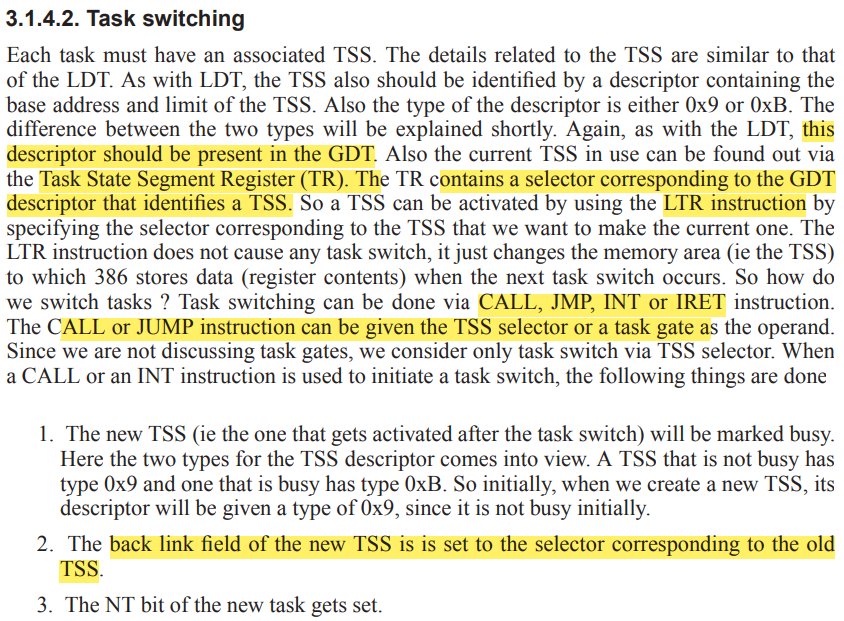 3.1.4.2. Task switching
Each task must have an associated TSS. The details related to the TSS are similar to that
of the LDT. As with LDT, the TSS also should be identified by a descriptor containing the
base address and limit of the TSS. Also the type of the descriptor is either 0x9 or 0xB. The
difference between the two types will be explained shortly. Again, as with the LDT, this
descriptor should be present in the GDT. Also the current TSS in use can be found out via
the Task State Segment Register (TR). The TR contains a selector corresponding to the GDT
descriptor that identifies a TSS. So a TSS can be activated by using the LTR instruction by
specifying the selector corresponding to the TSS that we want to make the current one. The
LTR instruction does not cause any task switch, it just changes the memory area (ie the TSS)
to which 386 stores data (register contents) when the next task switch occurs. So how do
we switch tasks ? Task switching can be done via CALL, JMP, INT or IRET instruction.
The CALL or JUMP instruction can be given the TSS selector or a task gate as the operand.
Since we are not discussing task gates, we consider only task switch via TSS selector. When
a CALL or an INT instruction is used to initiate a task switch, the following things are done
1. The new TSS (ie the one that gets activated after the task switch) will be marked busy.
Here the two types for the TSS descriptor comes into view. A TSS that is not busy has
type 0x9 and one that is busy has type 0xB. So initially, when we create a new TSS, its
descriptor will be given a type of 0x9, since it is not busy initially.
2. The back link field of the new TSS is is set to the selector corresponding to the old
TSS.
3. The NT bit of the new task gets set.